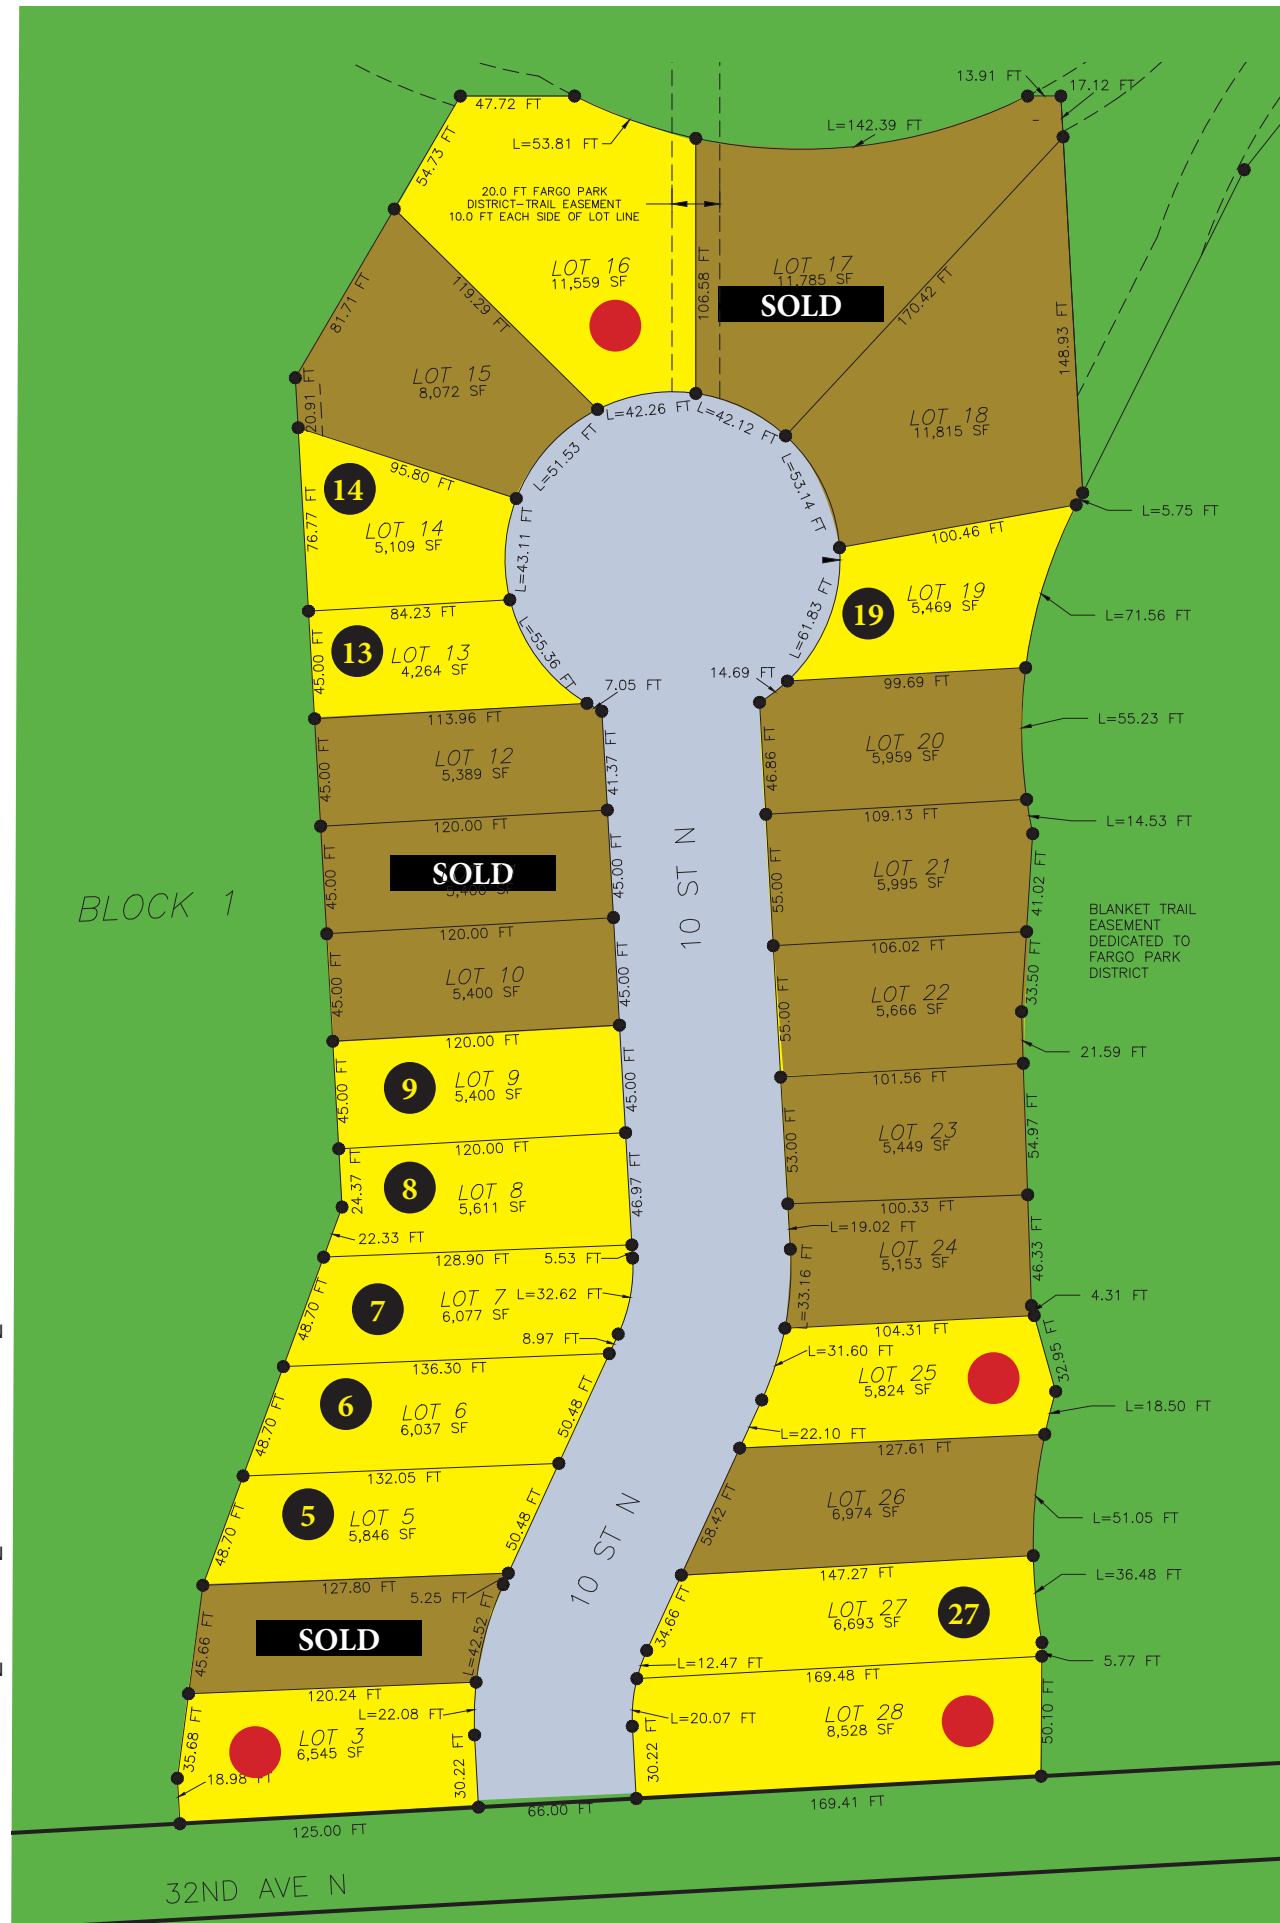 13.91 FT
17.12 FT
47.72 FT
L=53.81 FT
L=142.39 FT
54.73 FT
20.0 FT FARGO PARK
DISTRICT-TRAIL EASEMENT
10.0 FT EACH SIDE OF LOT LINE
LOT 16
11,559 SF
106.58 FT
LOT 17
11,785 SF
SOLD
170.42 FT
148.93 FT
119.29 FT
81.71 FT
LOT 15
8,072 SF
20.91 FT
L=42.26 FT
L=42.12 FT
LOT 18
11,815 SF
L=51.53 FT
L=53.14 FT
95.80 FT
14
LOT 14
5,109 SF
76.77 FT
L=43.11 FT
L=5.75 FT
100.46 FT
LOT 19
5,469 SF
19
L=61.83 FT
L=71.56 FT
84.23 FT
13
LOT 13
4,264 SF
45.00 FT
L=55.36 FT
7.05 FT
14.69 FT
99.69 FT
113.96 FT
L=55.23 FT
LOT 12
5,389 SF
45.00 FT
41.37 FT
46.86 FT
LOT 20
5,959 SF
120.00 FT
109.13 FT
L=14.53 FT
SOLD
5,400 SF
45.00 FT
45.00 FT
10 ST N
55.00 FT
LOT 21
5,995 SF
41.02 FT
BLOCK 1
BLANKET TRAIL
EASEMENT
DEDICATED TO
FARGO PARK
DISTRICT
120.00 FT
106.02 FT
LOT 10
5,400 SF
45.00 FT
45.00 FT
55.00 FT
LOT 22
5,666 SF
33.50 FT
21.59 FT
120.00 FT
101.56 FT
9
LOT 9
5,400 SF
45.00 FT
45.00 FT
53.00 FT
LOT 23
5,449 SF
54.97 FT
120.00 FT
8
LOT 8
5,611 SF
24.37 FT
46.97 FT
100.33 FT
L=19.02 FT
22.33 FT
128.90 FT
5.53 FT
LOT 24
5,153 SF
L=33.16 FT
46.33 FT
4.31 FT
7
LOT 7
6,077 SF
L=32.62 FT
48.70 FT
8.97 FT
104.31 FT
32.95 FT
L=31.60 FT
136.30 FT
LOT 25
5,824 SF
L=18.50 FT
6
LOT 6
6,037 SF
48.70 FT
50.48 FT
L=22.10 FT
127.61 FT
132.05 FT
LOT 26
6,974 SF
58.42 FT
L=51.05 FT
5
LOT 5
5,846 SF
48.70 FT
50.48 FT
10 ST N
127.80 FT
5.25 FT
147.27 FT
L=36.48 FT
SOLD
45.66 FT
L=42.52 FT
34.66 FT
LOT 27
6,693 SF
27
L=12.47 FT
5.77 FT
120.24 FT
169.48 FT
35.68 FT
LOT 3
6,545 SF
L=22.08 FT
L=20.07 FT
LOT 28
8,528 SF
50.10 FT
18.98 FT
30.22 FT
30.22 FT
66.00 FT
169.41 FT
125.00 FT
32ND AVE N